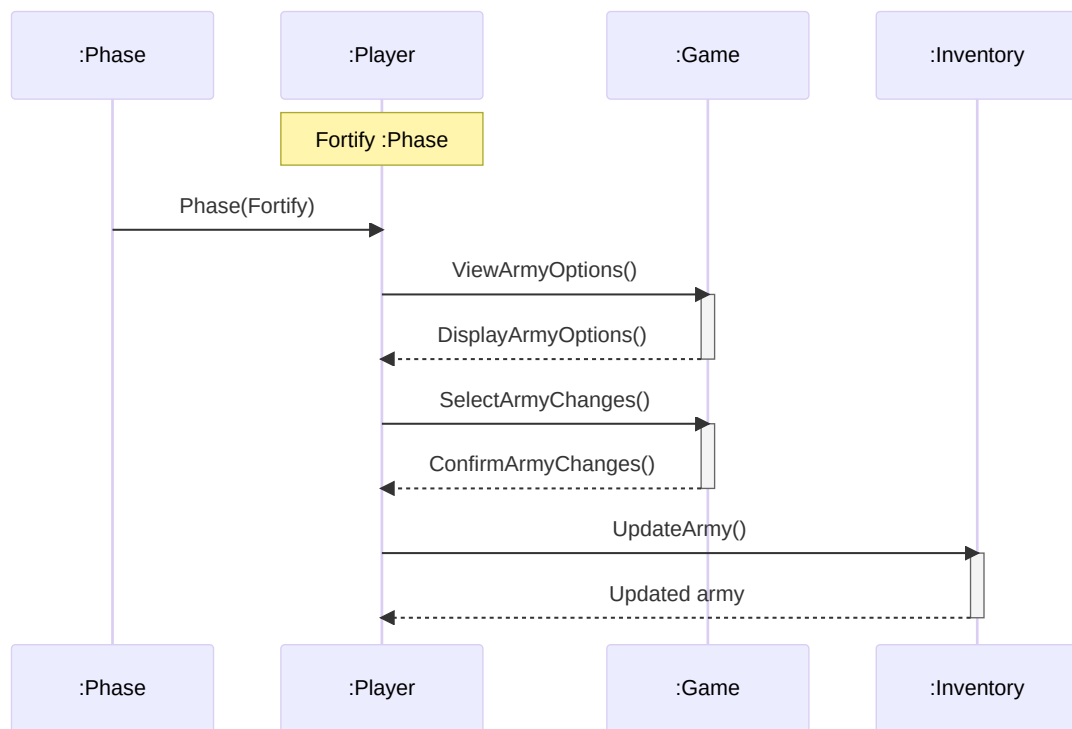 :Phase
:Player
:Game
:Inventory
Fortify :Phase
Phase(Fortify)
ViewArmyOptions()
DisplayArmyOptions()
SelectArmyChanges()
ConfirmArmyChanges()
UpdateArmy()
Updated army
:Phase
:Player
:Game
:Inventory